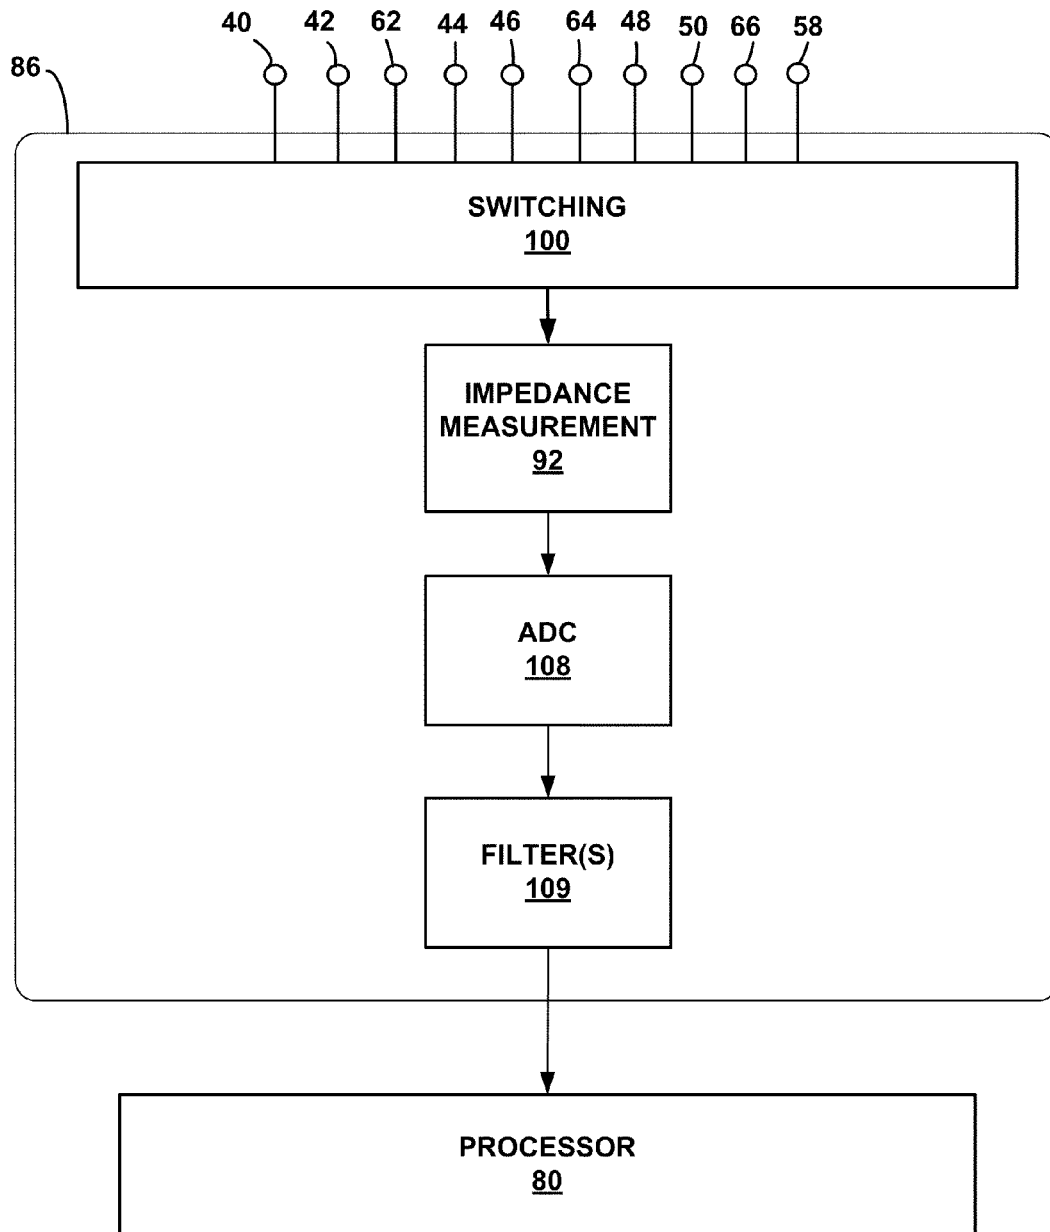 40 42 62 44 46 64 48 50 66 58
86
SWITCHING
100
IMPEDANCE
MEASUREMENT
92
ADC
108
FILTER(S)
109
PROCESSOR
80